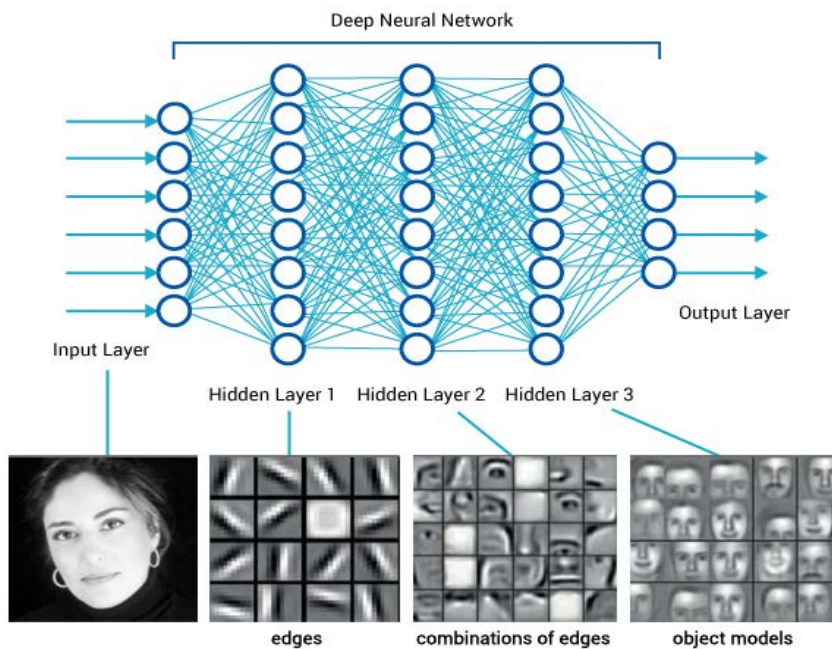 Deep Neural Network
Input Layer
Output Layer
Hidden Layer 1
Hidden Layer 2
Hidden Layer 3
edges
combinations of edges
object models